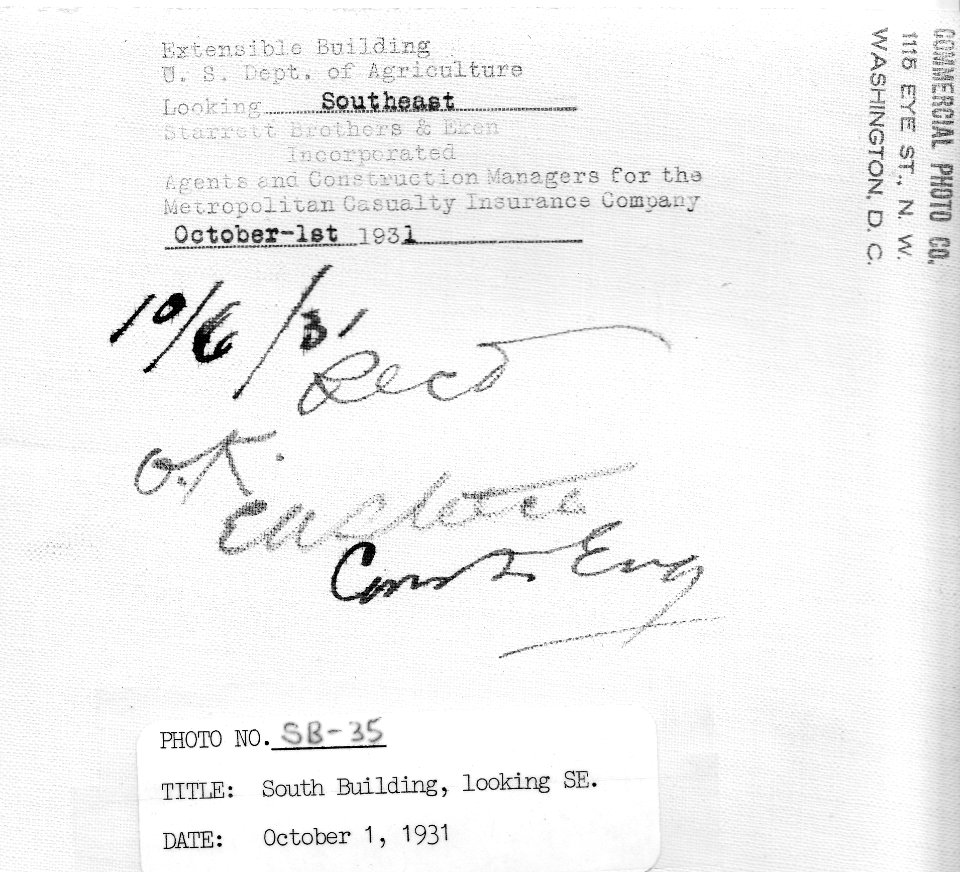 Extensible Building
U. S. Dept. of Agriculture
Looking Southeast
Starrett Brothers & Eken
Incorporated
Agents and Construction Managers for the
Metropolitan Casualty Insurance Company
October-1st 1931
COMMERCIAL PHOTO CO.
1115 EYE ST., N. W.
WASHINGTON, D. C.
10/6/31
Recd
O.K.
Const Eng
PHOTO NO. SB-35
TITLE: South Building, looking SE.
DATE: October 1, 1931